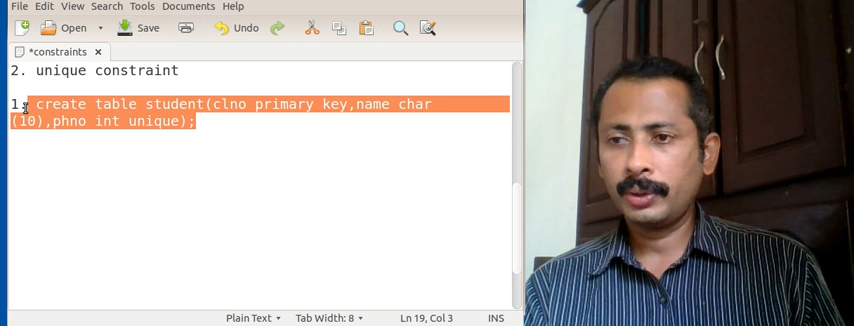 File Edit View Search Tools Documents Help
Open Save Undo
*constraints ×
2. unique constraint
1. create table student(clno primary key,name char
(10),phno int unique);
Plain Text Tab Width: 8 Ln 19, Col 3 INS